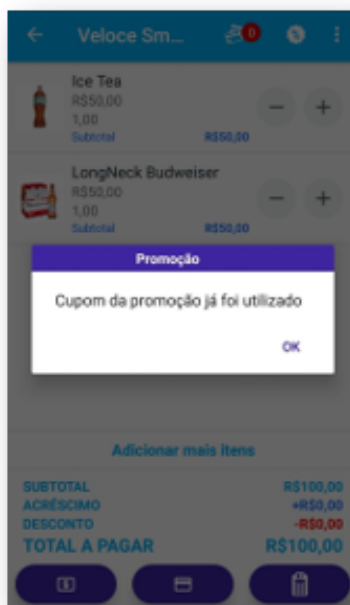 Veloce Sm...
0
Ice Tea
R$50,00
1,00
Subtotal R$50,00
LongNeck Budweiser
R$50,00
1,00
Subtotal R$50,00
Promoção
Cupom da promoção já foi utilizado
OK
Adicionar mais itens
SUBTOTAL R$100,00
ACRÉSCIMO +R$0,00
DESCONTO -R$0,00
TOTAL A PAGAR R$100,00